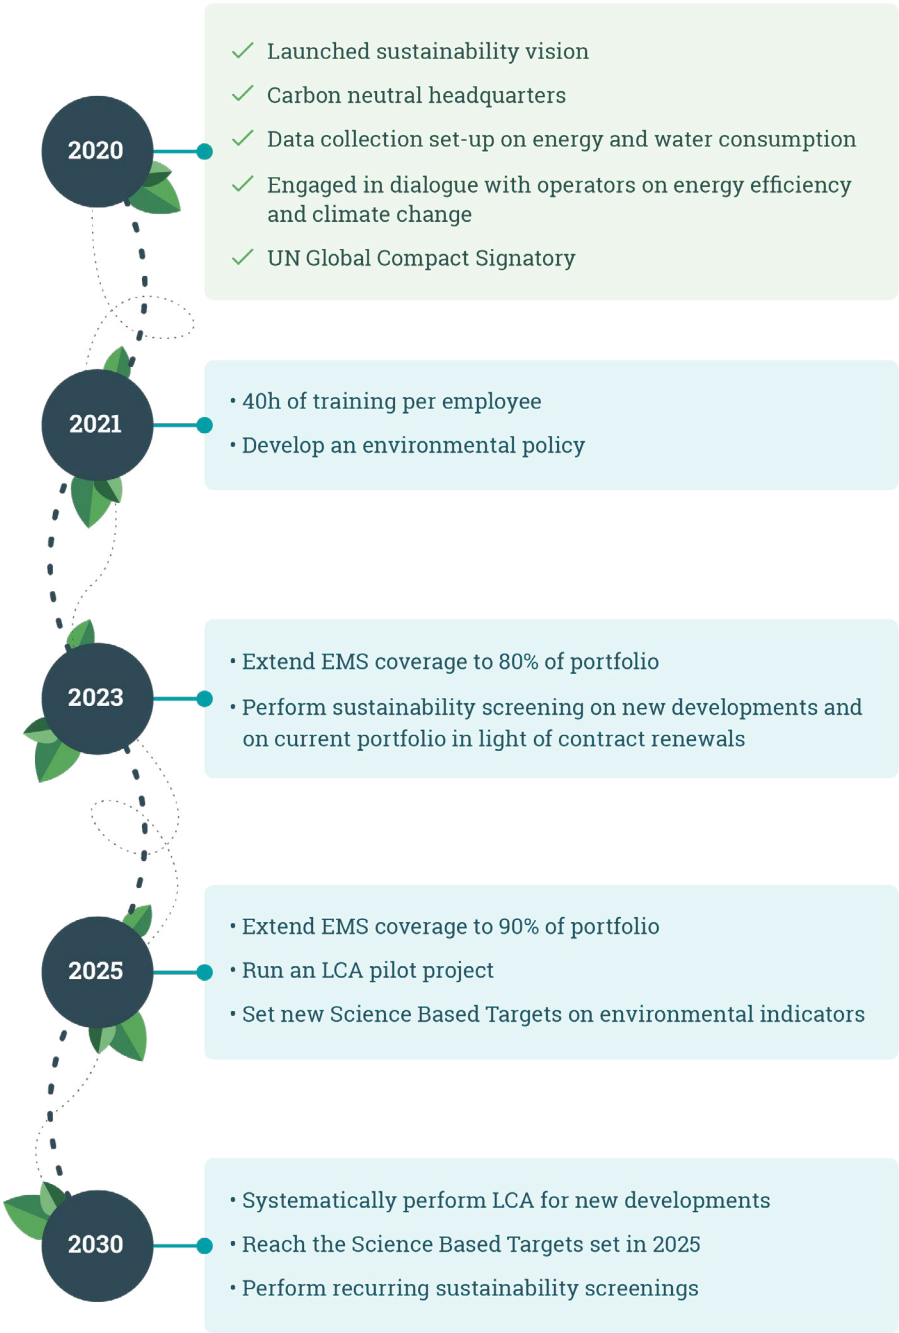 2020
Launched sustainability vision
Carbon neutral headquarters
Data collection set-up on energy and water consumption
Engaged in dialogue with operators on energy efficiency
and climate change
UN Global Compact Signatory
2021
• 40h of training per employee
• Develop an environmental policy
2023
• Extend EMS coverage to 80% of portfolio
• Perform sustainability screening on new developments and
on current portfolio in light of contract renewals
2025
• Extend EMS coverage to 90% of portfolio
• Run an LCA pilot project
• Set new Science Based Targets on environmental indicators
2030
• Systematically perform LCA for new developments
• Reach the Science Based Targets set in 2025
• Perform recurring sustainability screenings